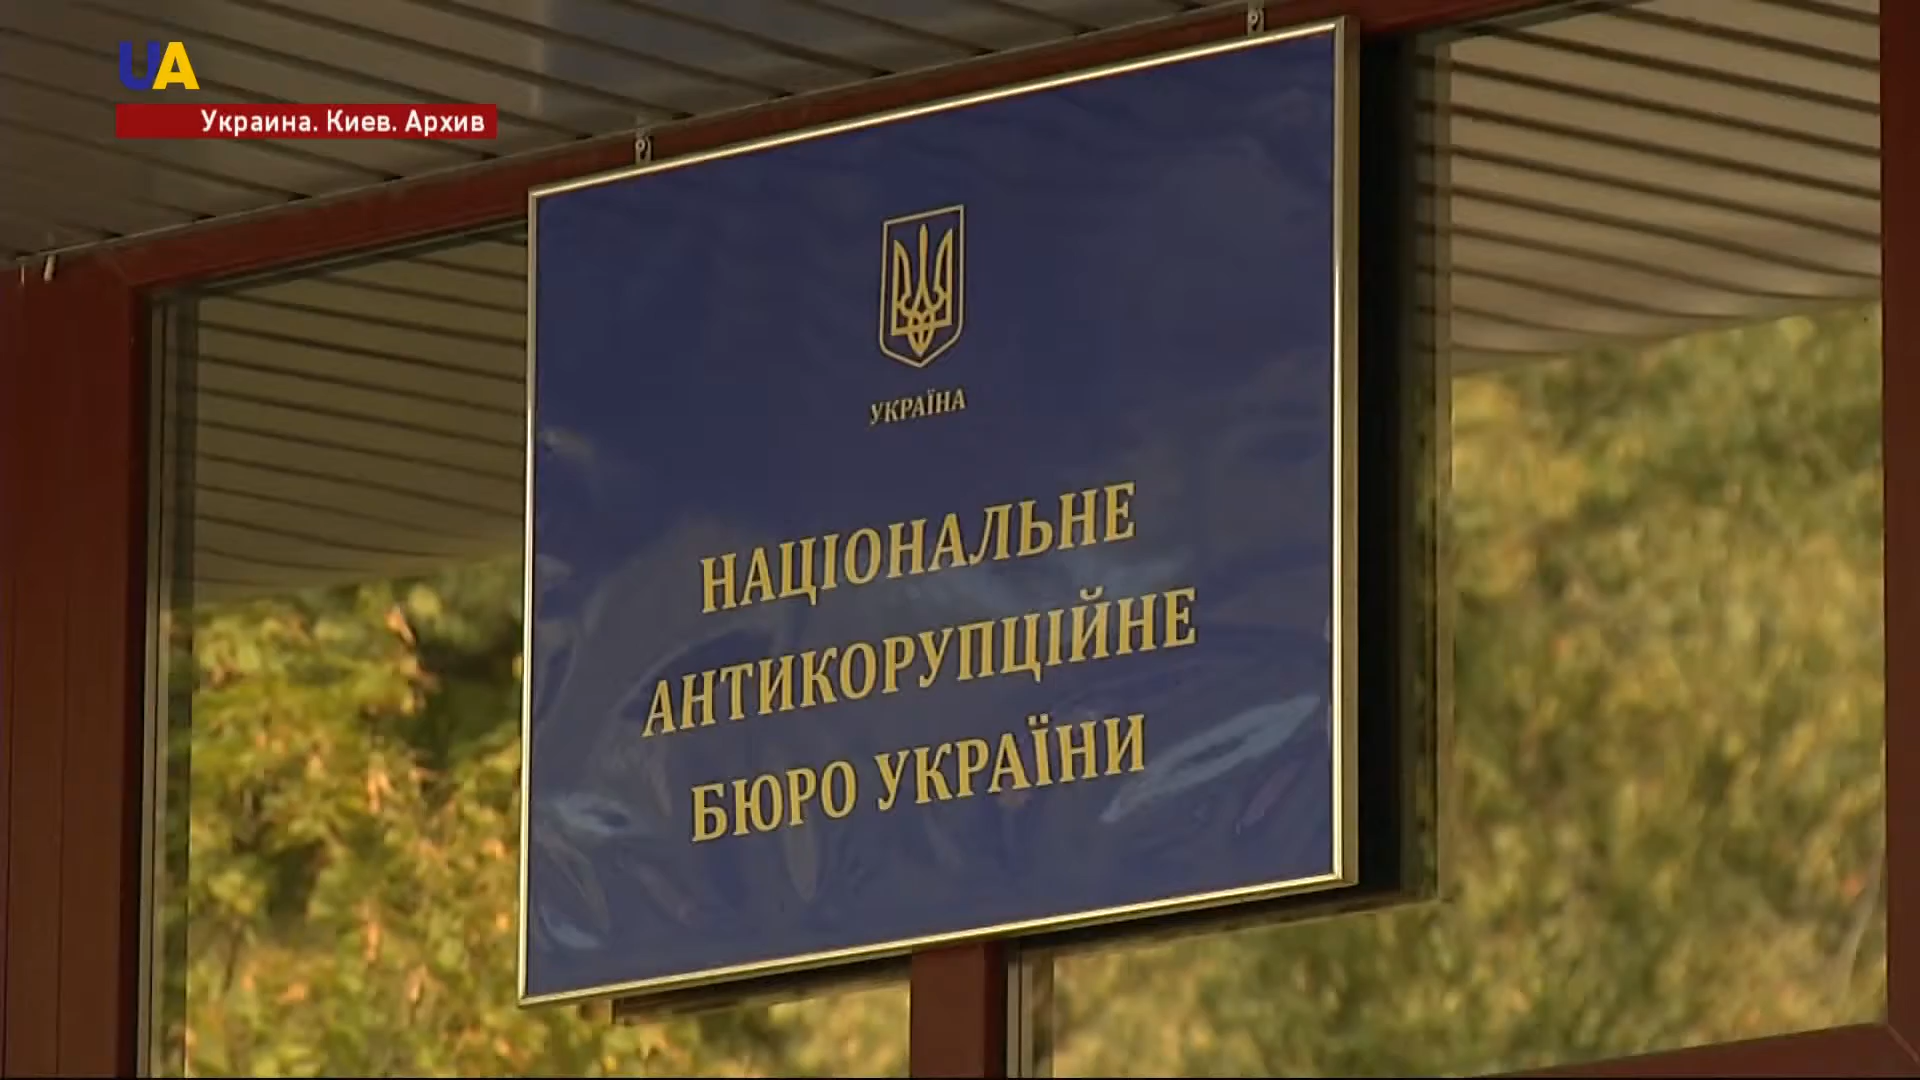 UA
Украина. Киев. Архив
УКРАЇНА
НАЦІОНАЛЬНЕ
АНТИКОРУПЦІЙНЕ
БЮРО УКРАЇНИ